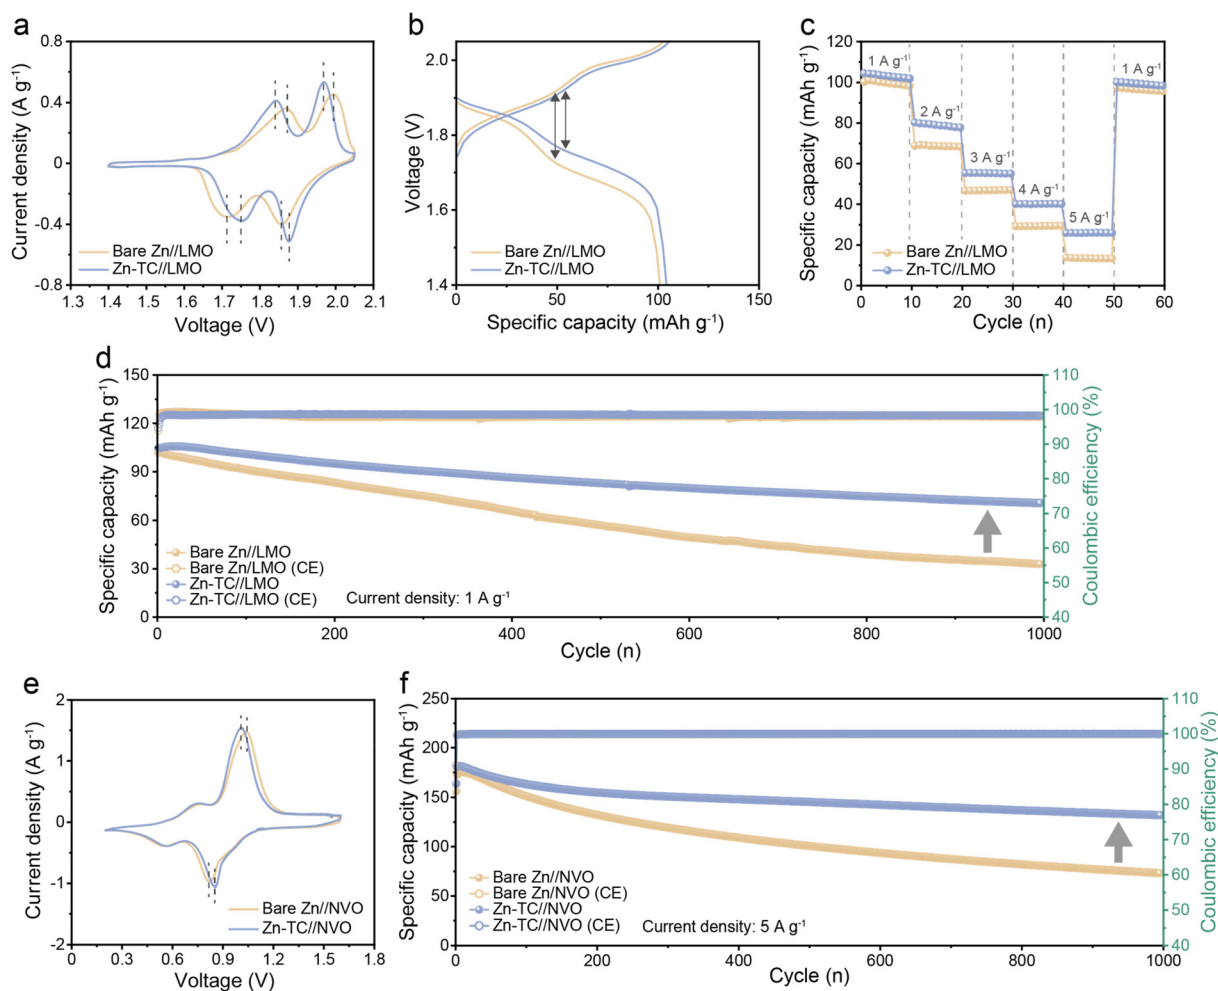 a
Current density (A g⁻¹)
0.8
0.4
0
-0.4
-0.8
Bare Zn//LMO
Zn-TC//LMO
1.3 1.4 1.5 1.6 1.7 1.8 1.9 2.0 2.1
Voltage (V)
b
Voltage (V)
2.0
1.8
1.6
1.4
Bare Zn//LMO
Zn-TC//LMO
0 50 100 150
Specific capacity (mAh g⁻¹)
c
Specific capacity (mAh g⁻¹)
120
100
80
60
40
20
0
1 A g⁻¹
2 A g⁻¹
3 A g⁻¹
4 A g⁻¹
5 A g⁻¹
1 A g⁻¹
Bare Zn//LMO
Zn-TC//LMO
0 10 20 30 40 50 60
Cycle (n)
d
Specific capacity (mAh g⁻¹)
150
120
90
60
30
0
Bare Zn//LMO
Bare Zn/LMO (CE)
Zn-TC//LMO
Zn-TC//LMO (CE)
Current density: 1 A g⁻¹
0 200 400 600 800 1000
Cycle (n)
110
100
90
80
70
60
50
40
Coulombic efficiency (%)
e
Current density (A g⁻¹)
2
1
0
-1
-2
Bare Zn//NVO
Zn-TC//NVO
0 0.3 0.6 0.9 1.2 1.5 1.8
Voltage (V)
f
Specific capacity (mAh g⁻¹)
250
200
150
100
50
0
Bare Zn//NVO
Bare Zn/NVO (CE)
Zn-TC//NVO
Zn-TC//NVO (CE)
Current density: 5 A g⁻¹
0 200 400 600 800 1000
Cycle (n)
110
100
90
80
70
60
50
40
Coulombic efficiency (%)